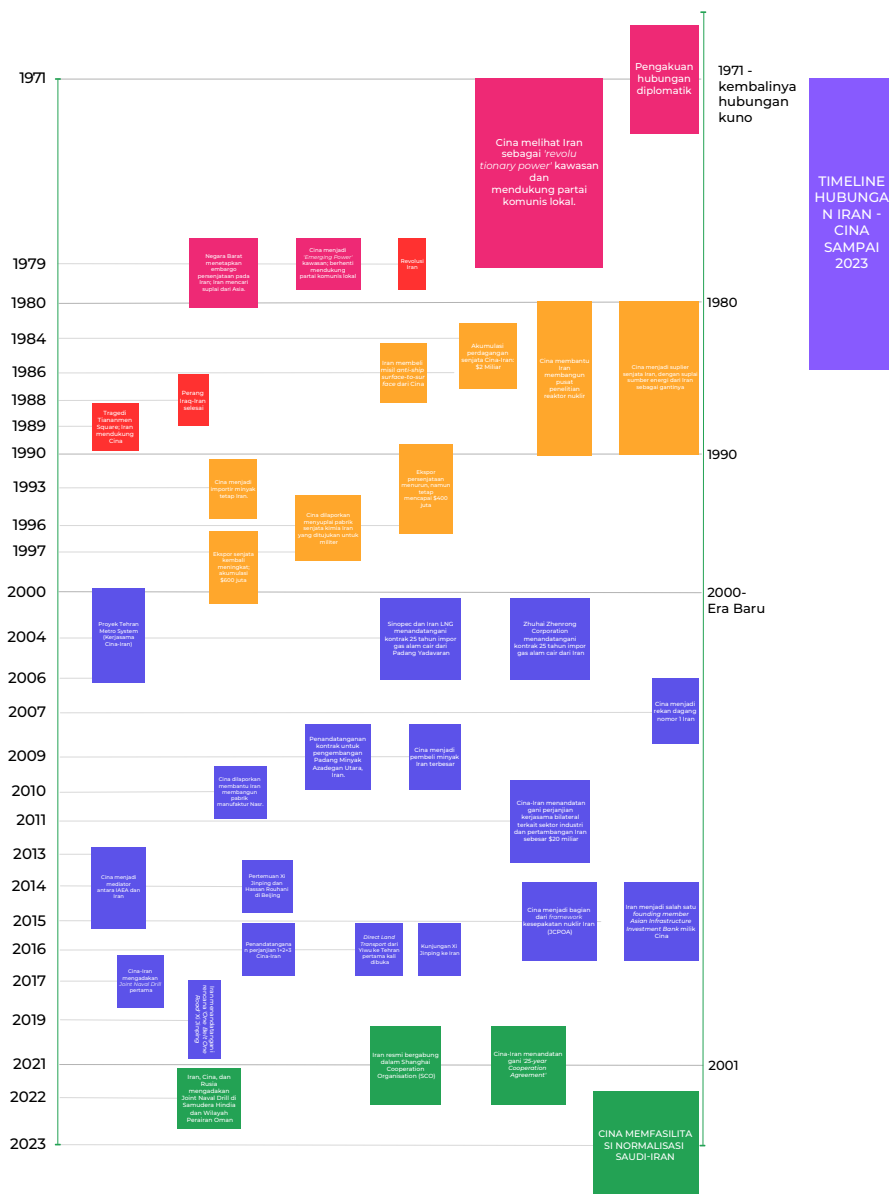 1971
Pengakuan
hubungan
diplomatik
1971 -
kembalinya
hubungan
kuno
TIMELINE
HUBUNGA
N IRAN -
CINA
SAMPAI
2023
Cina melihat Iran
sebagai 'revolu
tionary power' kawasan
dan
mendukung partai
komunis lokal.
1979
Negara Barat
menetapkan
embargo
persenjataan pada
Iran; Iran mencari
suplai dari Asia.
Cina menjadi
'Emerging Power'
kawasan; berhenti
mendukung
partai komunis lokal
Revolusi
Iran
1980
1980
1984
Iran membeli
misil anti-ship
surface-to-sur
face dari Cina
Akumulasi
perdagangan
senjata Cina-Iran:
$2 Miliar
Cina membantu
Iran
membangun
pusat
penelitian
reaktor nuklir
Cina menjadi suplier
senjata Iran, dengan suplai
sumber energi dari Iran
sebagai gantinya
1986
1988
Perang
Iraq-Iran
selesai
1989
Tragedi
Tiananmen
Square; Iran
mendukung
Cina
1990
1990
1993
Cina menjadi
importir minyak
tetap Iran.
Ekspor
persenjataan
menurun, namun
tetap
mencapai $400
juta
1996
Cina dilaporkan
menyuplai pabrik
senjata kimia Iran
yang ditujukan untuk
militer
1997
Ekspor senjata
kembali
meningkat;
akumulasi
$600 juta
2000
2000-
Era Baru
Proyek Tehran
Metro System
(Kerjasama
Cina-Iran)
2004
Sinopec dan Iran LNG
menandatangani
kontrak 25 tahun impor
gas alam cair dari
Padang Yadavaran
Zhuhai Zhenrong
Corporation
menandatangani
kontrak 25 tahun impor
gas alam cair dari Iran
2006
2007
Cina menjadi
rekan dagang
nomor 1 Iran
2009
Penandatanganan
kontrak untuk
pengembangan
Padang Minyak
Azadegan Utara,
Iran.
Cina menjadi
pembeli minyak
Iran terbesar
2010
Cina dilaporkan
membantu Iran
membangun
pabrik
manufaktur Nasr.
2011
Cina-Iran menandatan
gani perjanjian
kerjasama bilateral
terkait sektor industri
dan pertambangan Iran
sebesar $20 miliar
2013
Cina menjadi
mediator
antara IAEA dan
Iran
2014
Pertemuan Xi
Jinping dan
Hassan Rouhani
di Beijing
Cina menjadi bagian
dari framework
kesepakatan nuklir Iran
(JCPOA)
Iran menjadi salah satu
founding member
Asian Infrastructure
Investment Bank milik
Cina
2015
2016
Penandatangana
n perjanjian 1+2+3
Cina-Iran
Direct Land
Transport dari
Yiwu ke Tehran
pertama kali
dibuka
Kunjungan Xi
Jinping ke Iran
2017
Cina-Iran
mengadakan
Joint Naval Drill
pertama
2019
Iran menandatangani
rencana 'One Belt One
Road' Xi Jinping
2021
2001
Iran resmi bergabung
dalam Shanghai
Cooperation
Organisation (SCO)
Cina-Iran menandatan
gani '25-year
Cooperation
Agreement'
2022
Iran, Cina, dan
Rusia
mengadakan
Joint Naval Drill di
Samudera Hindia
dan Wilayah
Perairan Oman
2023
CINA MEMFASILITA
SI NORMALISASI
SAUDI-IRAN